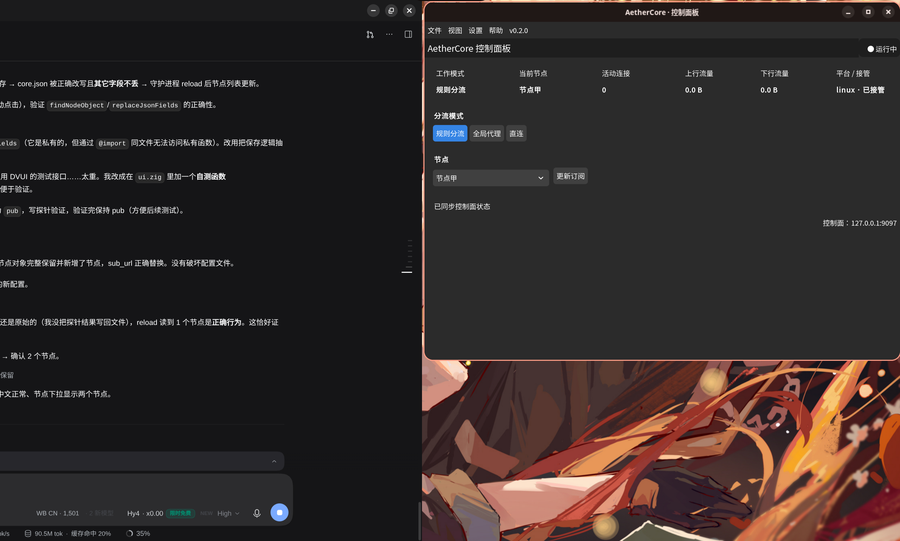 存 → core.json 被正确改写且其它字段不丢 → 守护进程 reload 后节点列表更新。
动点击），验证 findNodeObject/replaceJsonFields 的正确性。
ields（它是私有的，但通过 @import 同文件无法访问私有函数）。改用把保存逻辑抽
用 DVUI 的测试接口……太重。我改成在 ui.zig 里加一个自测函数
便于验证。
pub，写探针验证，验证完保持 pub（方便后续测试）。
节点对象完整保留并新增了节点，sub_url 正确替换。没有破坏配置文件。
的新配置。
还是原始的（我没把探针结果写回文件），reload 读到 1 个节点是正确行为。这恰好证
→ 确认 2 个节点。
保留
中文正常、节点下拉显示两个节点。
WB CN · 1,501
Hy4 · x0.00 限时免费
High
ok/s
90.5M tok · 缓存命中 20%
35%
AetherCore · 控制面板
文件 视图 设置 帮助 v0.2.0
AetherCore 控制面板
运行中
工作模式 当前节点 活动连接 上行流量 下行流量 平台 / 接管
规则分流 节点甲 0 0.0 B 0.0 B linux · 已接管
分流模式
规则分流 全局代理 直连
节点
节点甲 更新订阅
已同步控制面状态
控制面：127.0.0.1:9097